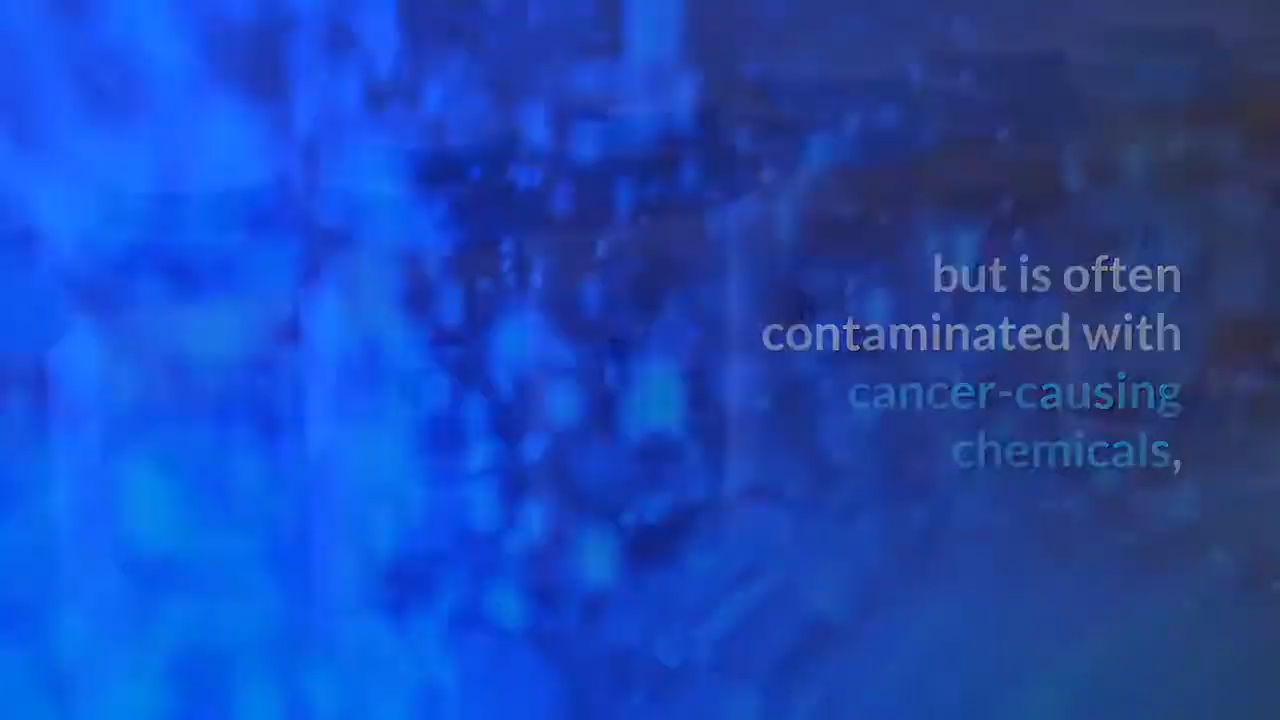 but is often
contaminated with
cancer-causing
chemicals,